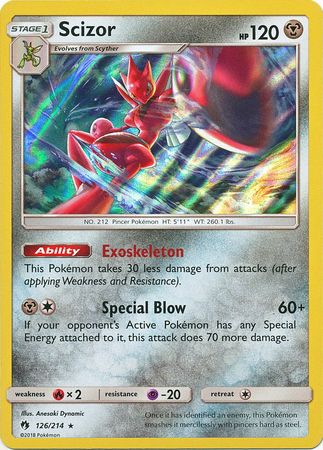 STAGE 1 Scizor HP 120
Evolves from Scyther
NO. 212 Pincer Pokémon HT: 5'11" WT: 260.1 lbs.
Ability Exoskeleton
This Pokémon takes 30 less damage from attacks (after
applying Weakness and Resistance).
Special Blow 60+
If your opponent's Active Pokémon has any Special
Energy attached to it, this attack does 70 more damage.
weakness × 2 resistance -20 retreat
Illus. Anesaki Dynamic
126/214 ★
©2018 Pokémon
Once it has identified an enemy, this Pokémon
smashes it mercilessly with pincers hard as steel.